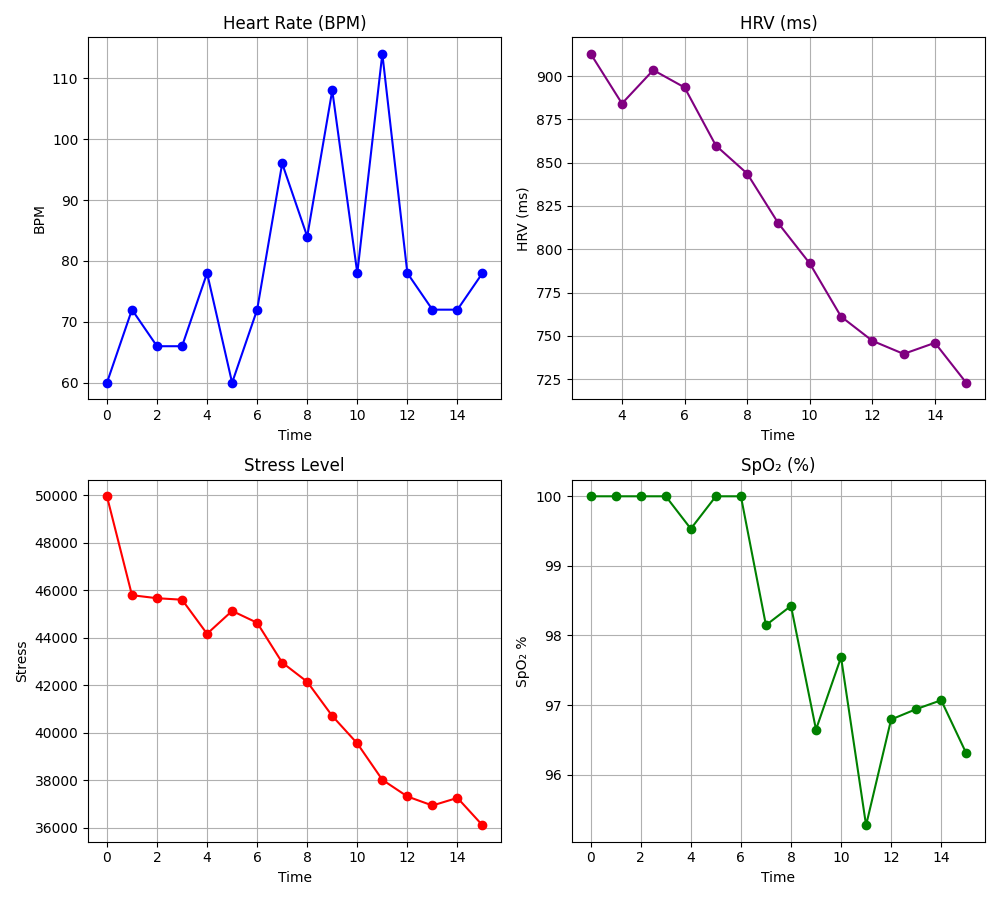 Heart Rate (BPM)
110
100
90
80
70
60
BPM
0 2 4 6 8 10 12 14
Time
HRV (ms)
900
875
850
825
800
775
750
725
HRV (ms)
4 6 8 10 12 14
Time
Stress Level
50000
48000
46000
44000
42000
40000
38000
36000
Stress
0 2 4 6 8 10 12 14
Time
SpO₂ (%)
100
99
98
97
96
SpO₂ %
0 2 4 6 8 10 12 14
Time